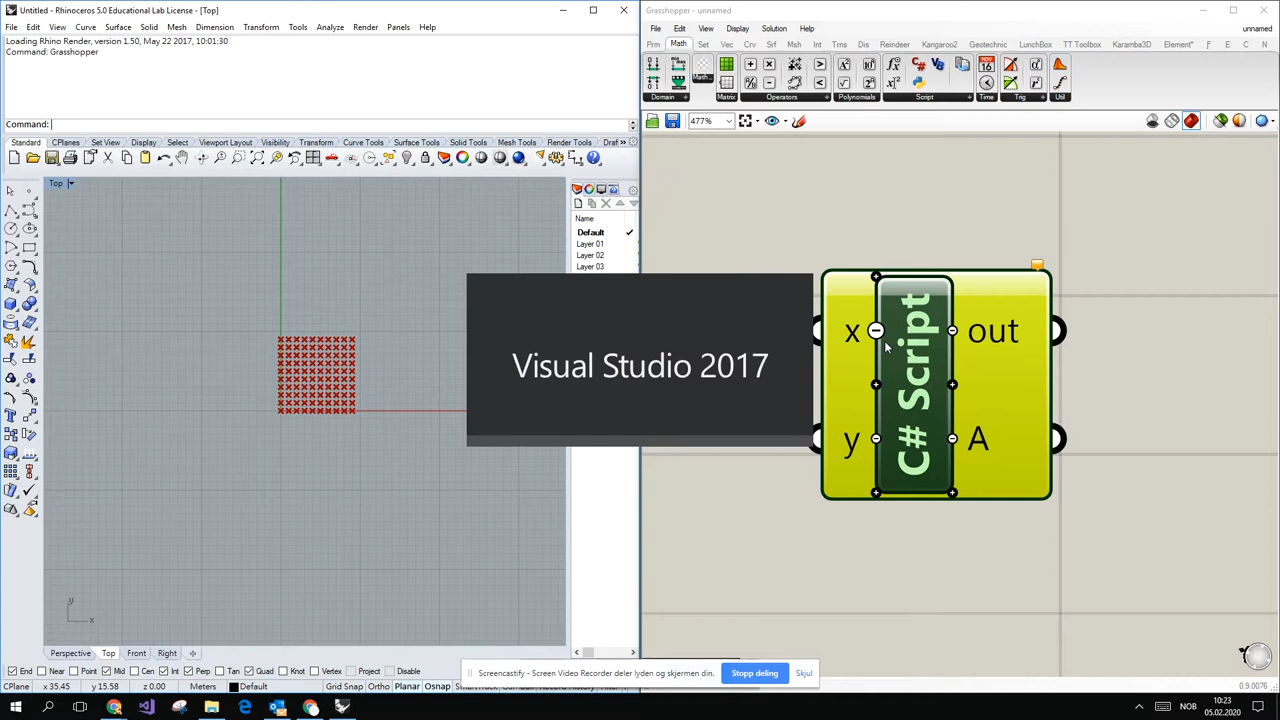 Untitled - Rhinoceros 5.0 Educational Lab License - [Top]
File Edit View Curve Surface Solid Mesh Dimension Transform Tools Analyze Render Panels Help
Loading Rhino Render, version 1.50, May 22 2017, 10:01:30
Command: Grasshopper
Command:
Standard CPlanes Set View Display Select Viewport Layout Visibility Transform Curve Tools Surface Tools Solid Tools Mesh Tools Render Tools Draf »
Top
Name
Default
Layer 01
Layer 02
Layer 03
y
x
Perspective Top Front Right
End Near Point Mid Cen Int Perp Tan Quad Knot Vertex Project Disable
CPlane x 35.45 y 15.58 z 0.00 Meters Default Grid Snap Ortho Planar Osnap
Grasshopper - unnamed
File Edit View Display Solution Help
unnamed
Prm Math Set Vec Crv Srf Msh Int Trns Dis Reindeer Kangaroo2 Geotechnic LunchBox TT Toolbox Karamba3D Element* F E C N
Math...
NOV
16
Domain Matrix Operators Polynomials Script Time Trig Util
477%
x
y
C# Script
out
A
Visual Studio 2017
Screencastify - Screen Video Recorder deler lyden og skjermen din.
Stopp deling
Skjul
0.9.0076
NOB
10:23
05.02.2020